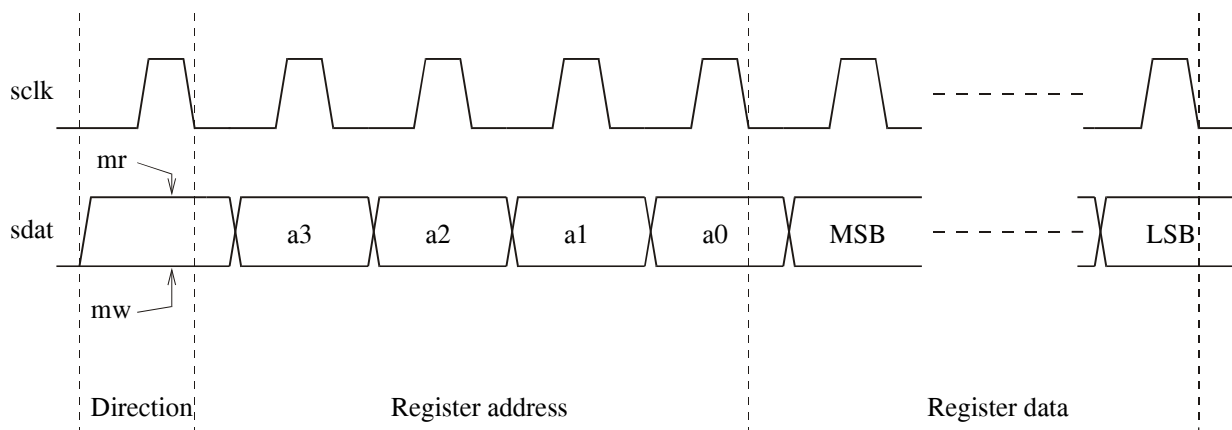 sclk
mr
sdat
a3
a2
a1
a0
MSB
LSB
mw
Direction
Register address
Register data